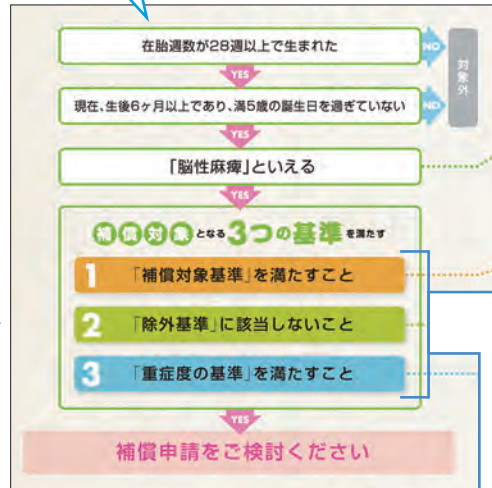 在胎週数が28週以上で生まれた
NO
対象外
YES
現在、生後6ヶ月以上であり、満5歳の誕生日を過ぎていない
NO
YES
「脳性麻痺」といえる
YES
補償対象となる3つの基準を満たす
1 「補償対象基準」を満たすこと
2 「除外基準」に該当しないこと
3 「重症度の基準」を満たすこと
YES
補償申請をご検討ください